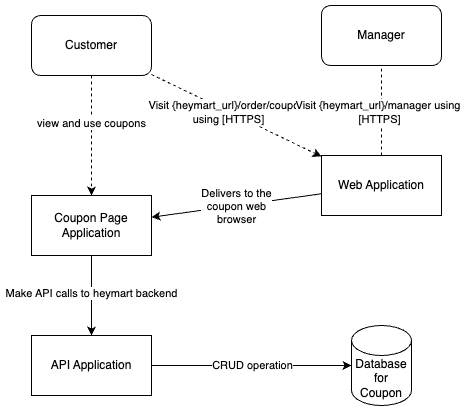 Customer
Manager
Visit {heymart_url}/order/coup
using [HTTPS]
Visit {heymart_url}/manager using
[HTTPS]
view and use coupons
Web Application
Delivers to the
coupon web
browser
Coupon Page
Application
Make API calls to heymart backend
API Application
CRUD operation
Database
for
Coupon